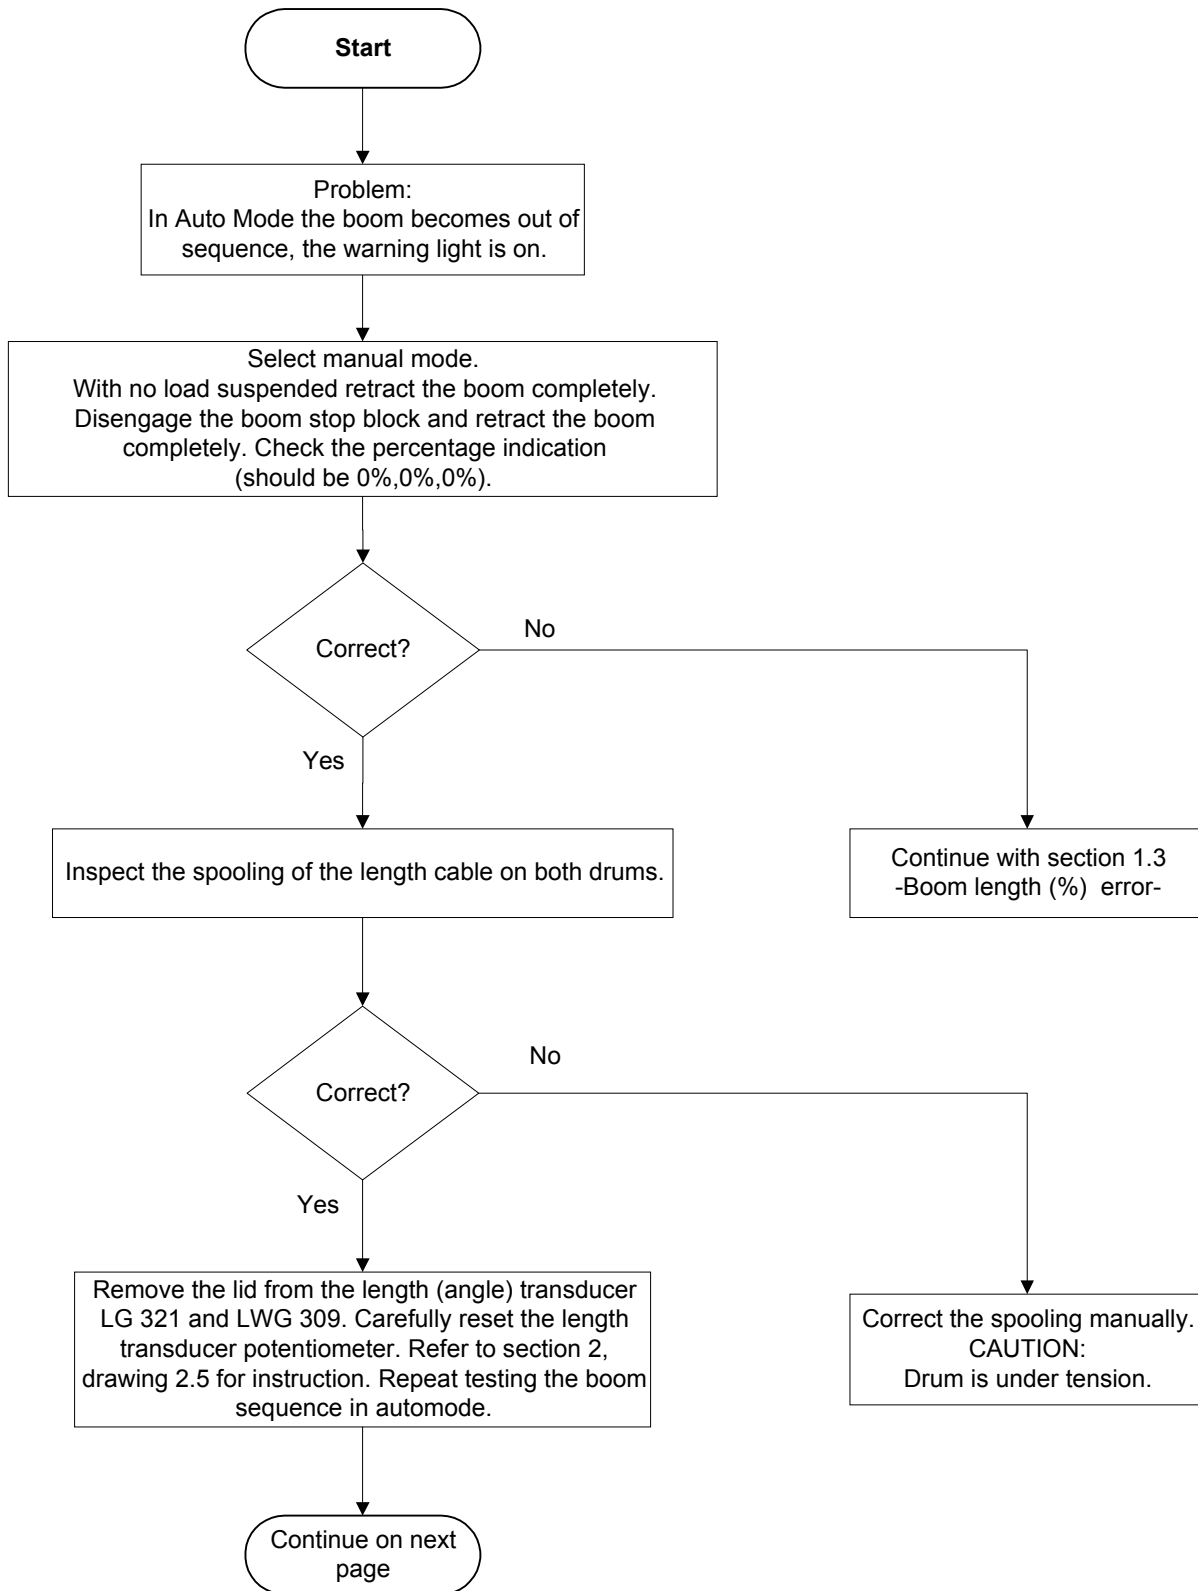 Start
Problem:
In Auto Mode the boom becomes out of
sequence, the warning light is on.
Select manual mode.
With no load suspended retract the boom completely.
Disengage the boom stop block and retract the boom
completely. Check the percentage indication
(should be 0%,0%,0%).
Correct?
No
Yes
Inspect the spooling of the length cable on both drums.
Continue with section 1.3
-Boom length (%)  error-
Correct?
No
Yes
Remove the lid from the length (angle) transducer
LG 321 and LWG 309. Carefully reset the length
transducer potentiometer. Refer to section 2,
drawing 2.5 for instruction. Repeat testing the boom
sequence in automode.
Correct the spooling manually.
CAUTION:
Drum is under tension.
Continue on next
page